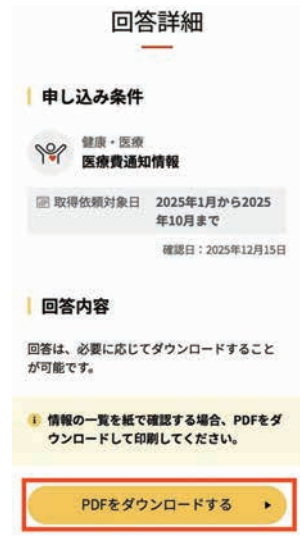 回答詳細
申し込み条件
健康・医療
医療費通知情報
取得依頼対象日
2025年1月から2025
年10月まで
確認日：2025年12月15日
回答内容
回答は、必要に応じてダウンロードすること
が可能です。
情報の一覧を紙で確認する場合、PDFをダ
ウンロードして印刷してください。
PDFをダウンロードする